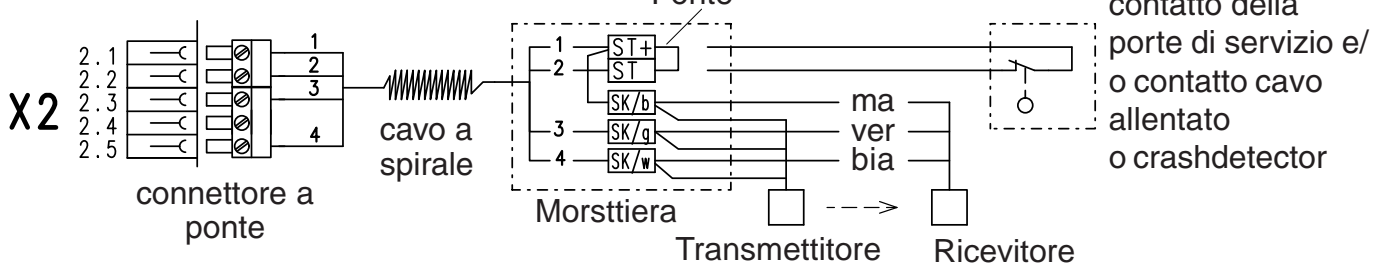 contatto della
porte di servizio e/
o contatto cavo
allentato
o crashdetector
X2
2.1
2.2
2.3
2.4
2.5
1
2
3
4
connettore a
ponte
cavo a
spirale
1
2
3
4
ST+
ST
SK/b
SK/g
SK/w
Ponte
ma
ver
bia
Morsttiera
Transmettitore
Ricevitore